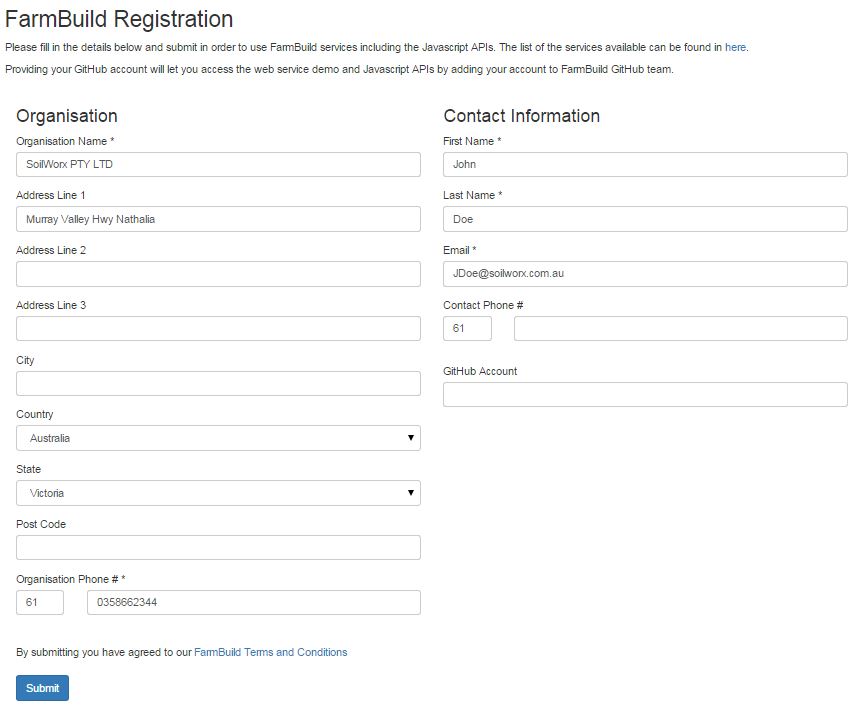 FarmBuild Registration
Please fill in the details below and submit in order to use FarmBuild services including the Javascript APIs. The list of the services available can be found in here.
Providing your GitHub account will let you access the web service demo and Javascript APIs by adding your account to FarmBuild GitHub team.
Organisation
Organisation Name *
SoilWorx PTY LTD
Address Line 1
Murray Valley Hwy Nathalia
Address Line 2
Address Line 3
City
Country
Australia
State
Victoria
Post Code
Organisation Phone # *
61 0358662344
Contact Information
First Name *
John
Last Name *
Doe
Email *
JDoe@soilworx.com.au
Contact Phone #
61
GitHub Account
By submitting you have agreed to our FarmBuild Terms and Conditions
Submit